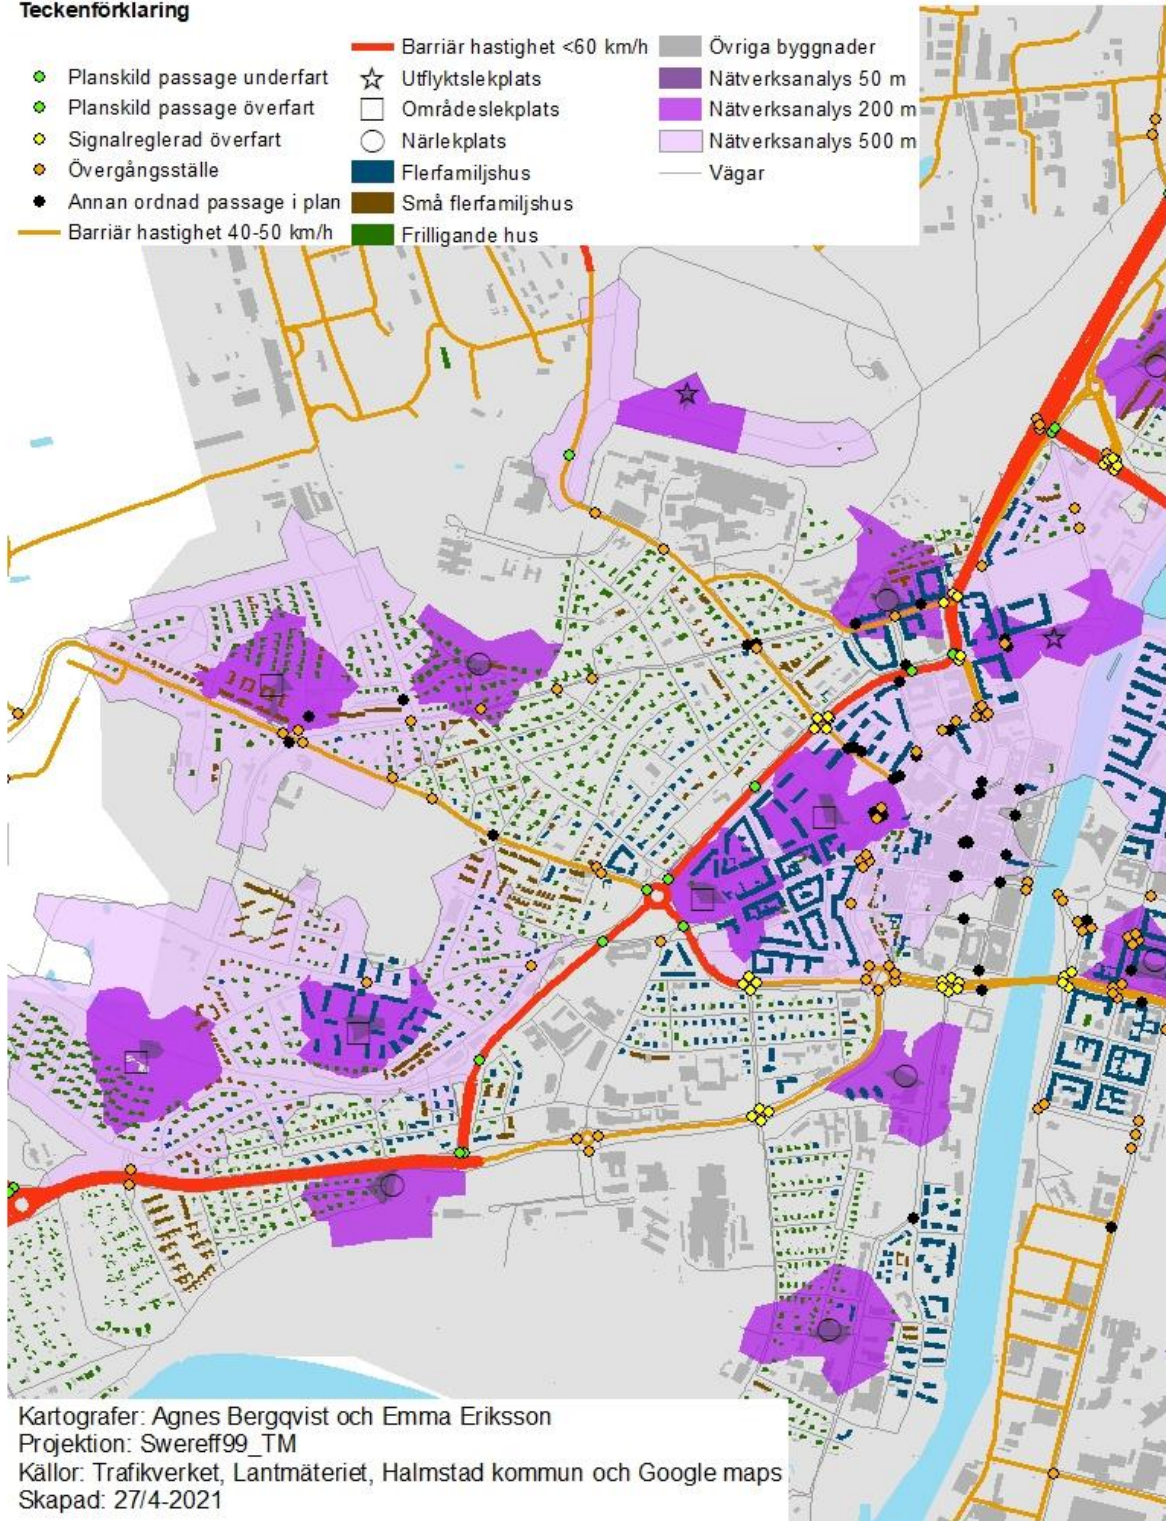 Teckenförklaring
Planskild passage underfart
Planskild passage överfart
Signalreglerad överfart
Övergångsställe
Annan ordnad passage i plan
Barriär hastighet 40-50 km/h
Barriär hastighet <60 km/h
Utflyktslekplats
Områdeslekplats
Närlekplats
Flerfamiljshus
Små flerfamiljshus
Frilligande hus
Övriga byggnader
Nätverksanalys 50 m
Nätverksanalys 200 m
Nätverksanalys 500 m
Vägar
Kartografer: Agnes Bergqvist och Emma Eriksson
Projektion: Swereff99_TM
Källor: Trafikverket, Lantmäteriet, Halmstad kommun och Google maps
Skapad: 27/4-2021